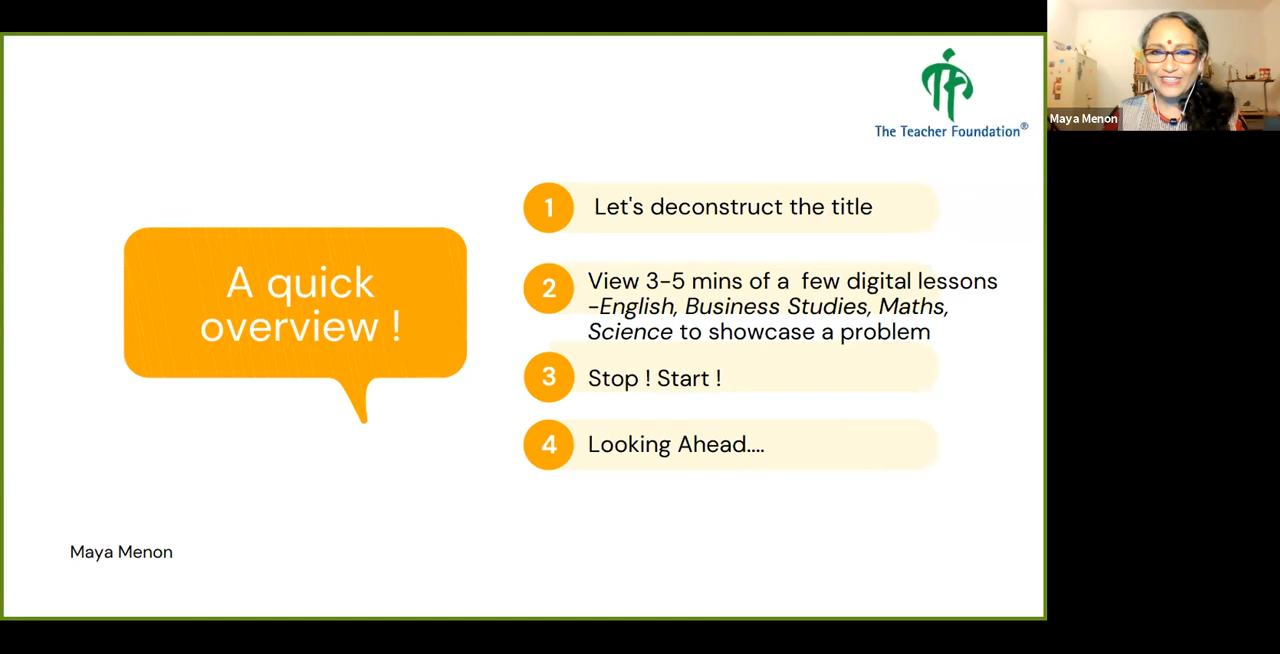 The Teacher Foundation®
A quick
overview !
1
Let's deconstruct the title
2
View 3-5 mins of a few digital lessons
-English, Business Studies, Maths,
Science to showcase a problem
3
Stop ! Start !
4
Looking Ahead....
Maya Menon
Maya Menon